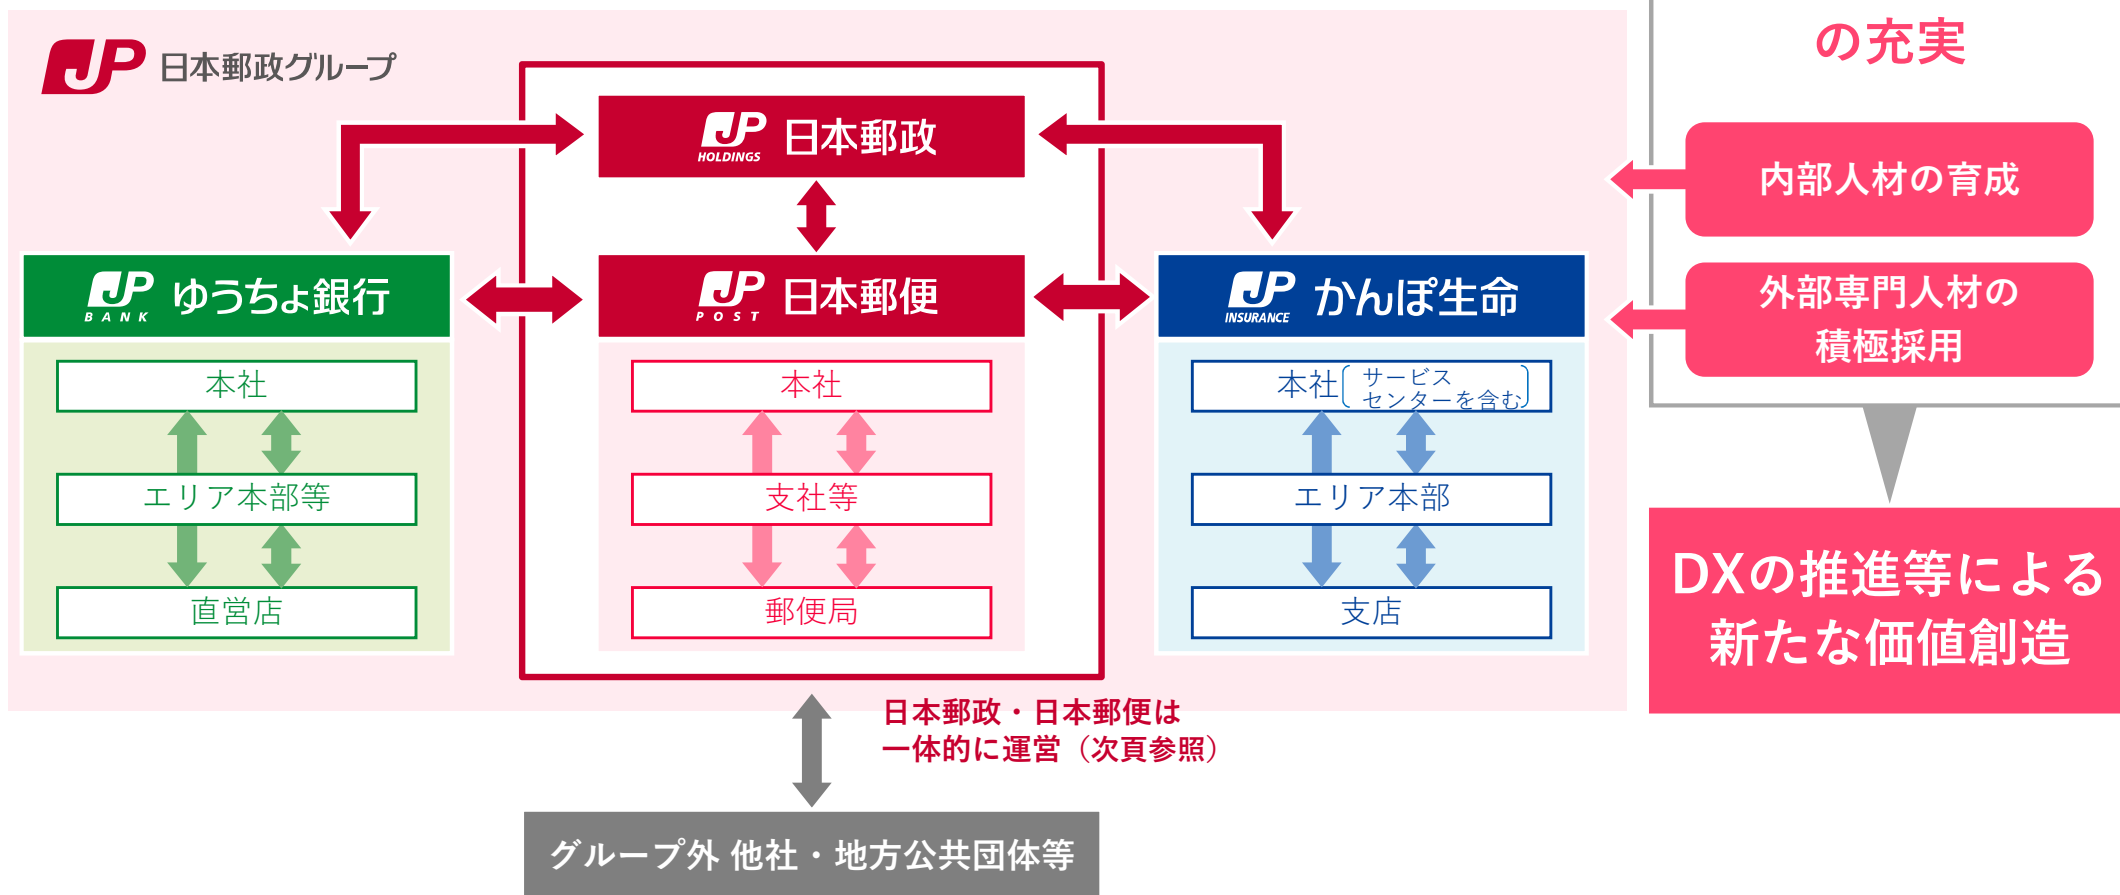 JP 日本郵政グループ
の充実
JP HOLDINGS 日本郵政
内部人材の育成
外部専門人材の
積極採用
JP BANK ゆうちょ銀行
本社
エリア本部等
直営店
JP POST 日本郵便
本社
支社等
郵便局
JP INSURANCE かんぽ生命
本社〔サービス
センターを含む〕
エリア本部
支店
DXの推進等による
新たな価値創造
日本郵政・日本郵便は
一体的に運営（次頁参照）
グループ外 他社・地方公共団体等